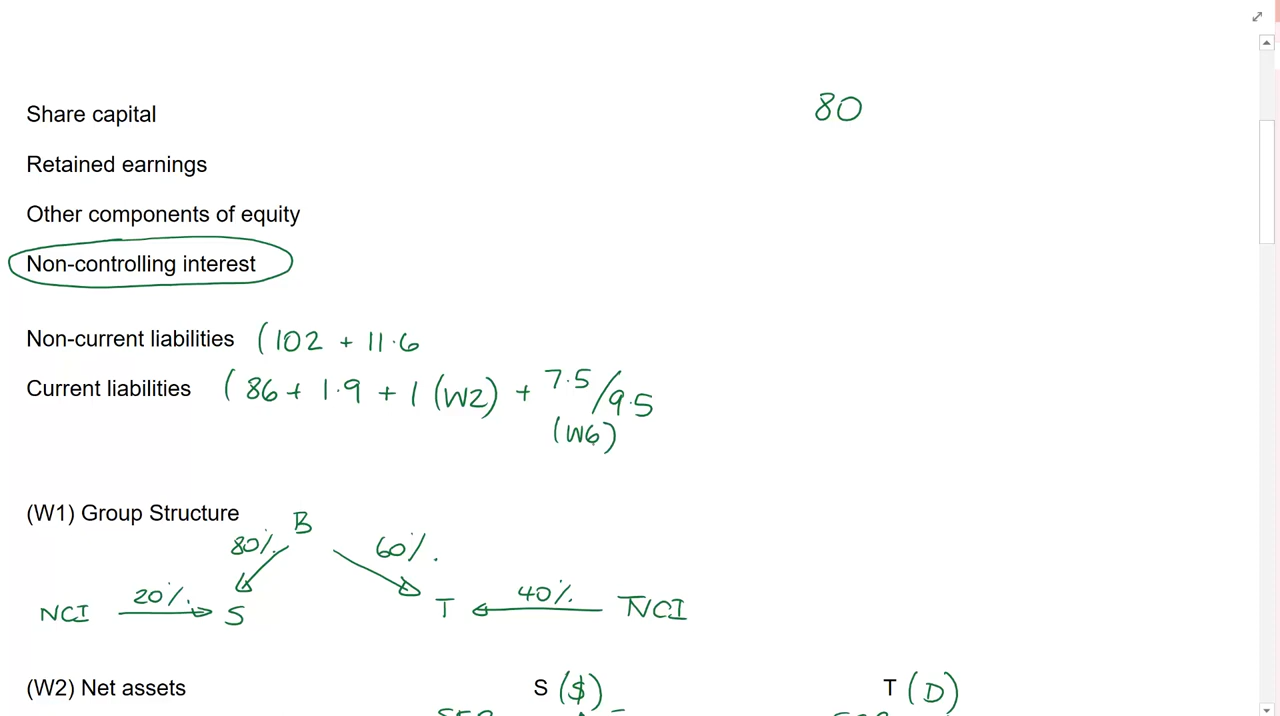 Share capital 80
Retained earnings
Other components of equity
Non-controlling interest
Non-current liabilities (102 + 11.6
Current liabilities (86 + 1.9 + 1 (W2) + 7.5/9.5
(W6)
(W1) Group Structure B
80% 60%
20% 40%
NCI S T NCI
(W2) Net assets S ($) T (D)